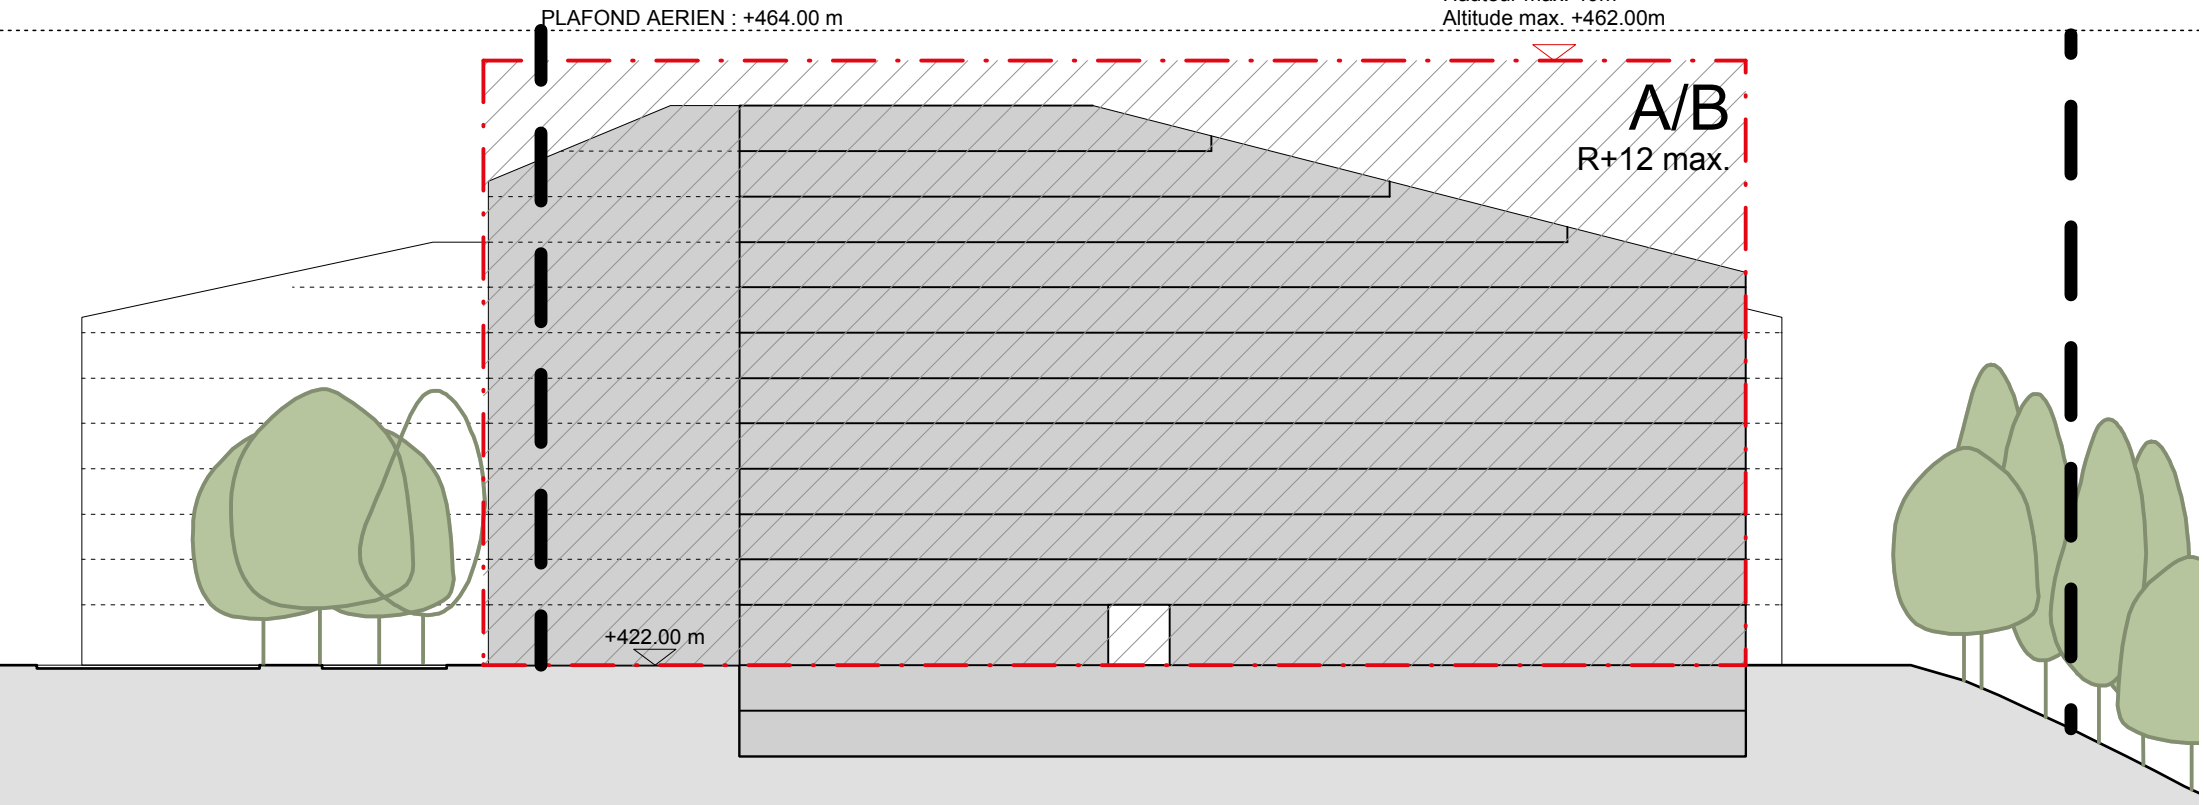 PLAFOND AERIEN : +464.00 m
Altitude max. +462.00m
A/B
R+12 max.
+422.00 m